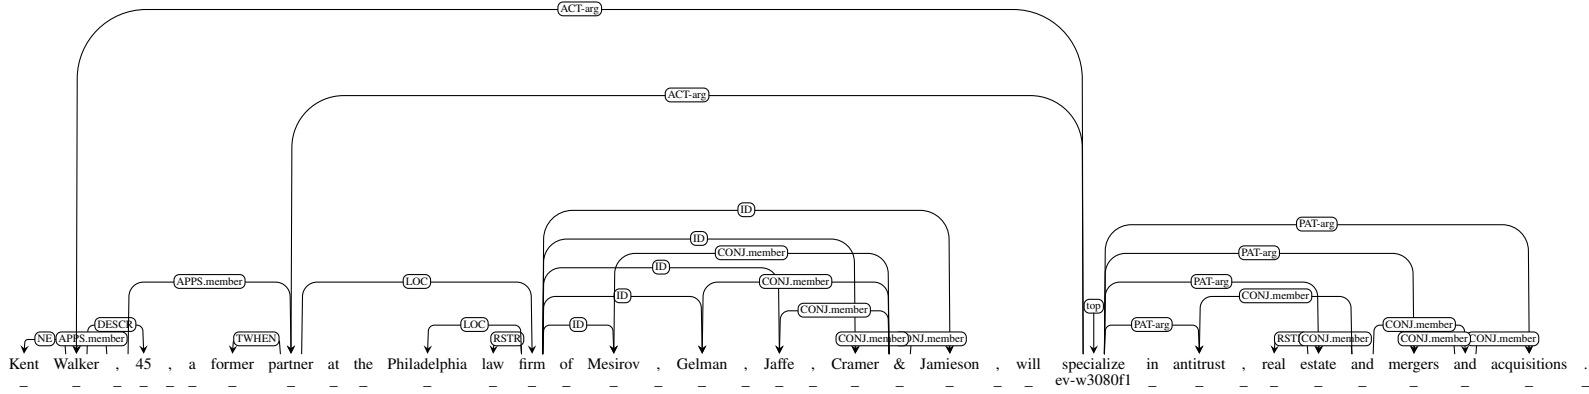 ACT-arg
ACT-arg
ID
PAT-arg
ID
CONJ.member
PAT-arg
ID
APPS.member
LOC
CONJ.member
PAT-arg
ID
CONJ.member
CONJ.member
top
DESCR
LOC
ID
PAT-arg
CONJ.member
NE
APPS.member
TWHEN
RSTR
CONJ.member
CONJ.member
CONJ.member
CONJ.member
Kent Walker , 45 , a former partner at the Philadelphia law firm of Mesirov , Gelman , Jaffe , Cramer & Jamieson , will specialize in antitrust , real estate and mergers and acquisitions .
_ _ _ _ _ _ _ _ _ _ _ _ _ _ _ _ _ _ _ _ _ _ _ _ ev-w3080f1 _ _ _ _ _ _ _ _ _ _